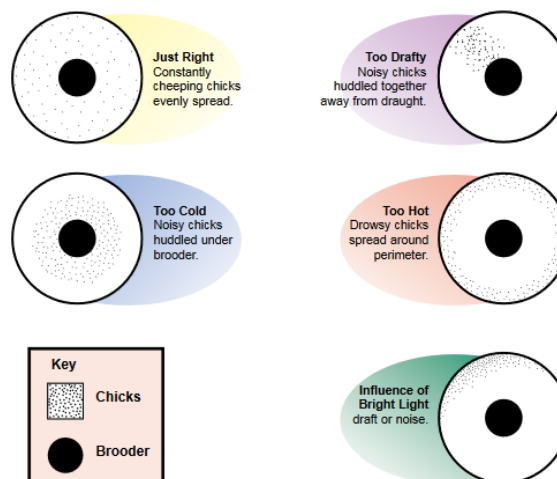 Just Right
Constantly
cheeping chicks
evenly spread.
Too Drafty
Noisy chicks
huddled together
away from draught.
Too Cold
Noisy chicks
huddled under
brooder.
Too Hot
Drowsy chicks
spread around
perimeter.
Key
Chicks
Brooder
Influence of
Bright Light
draft or noise.